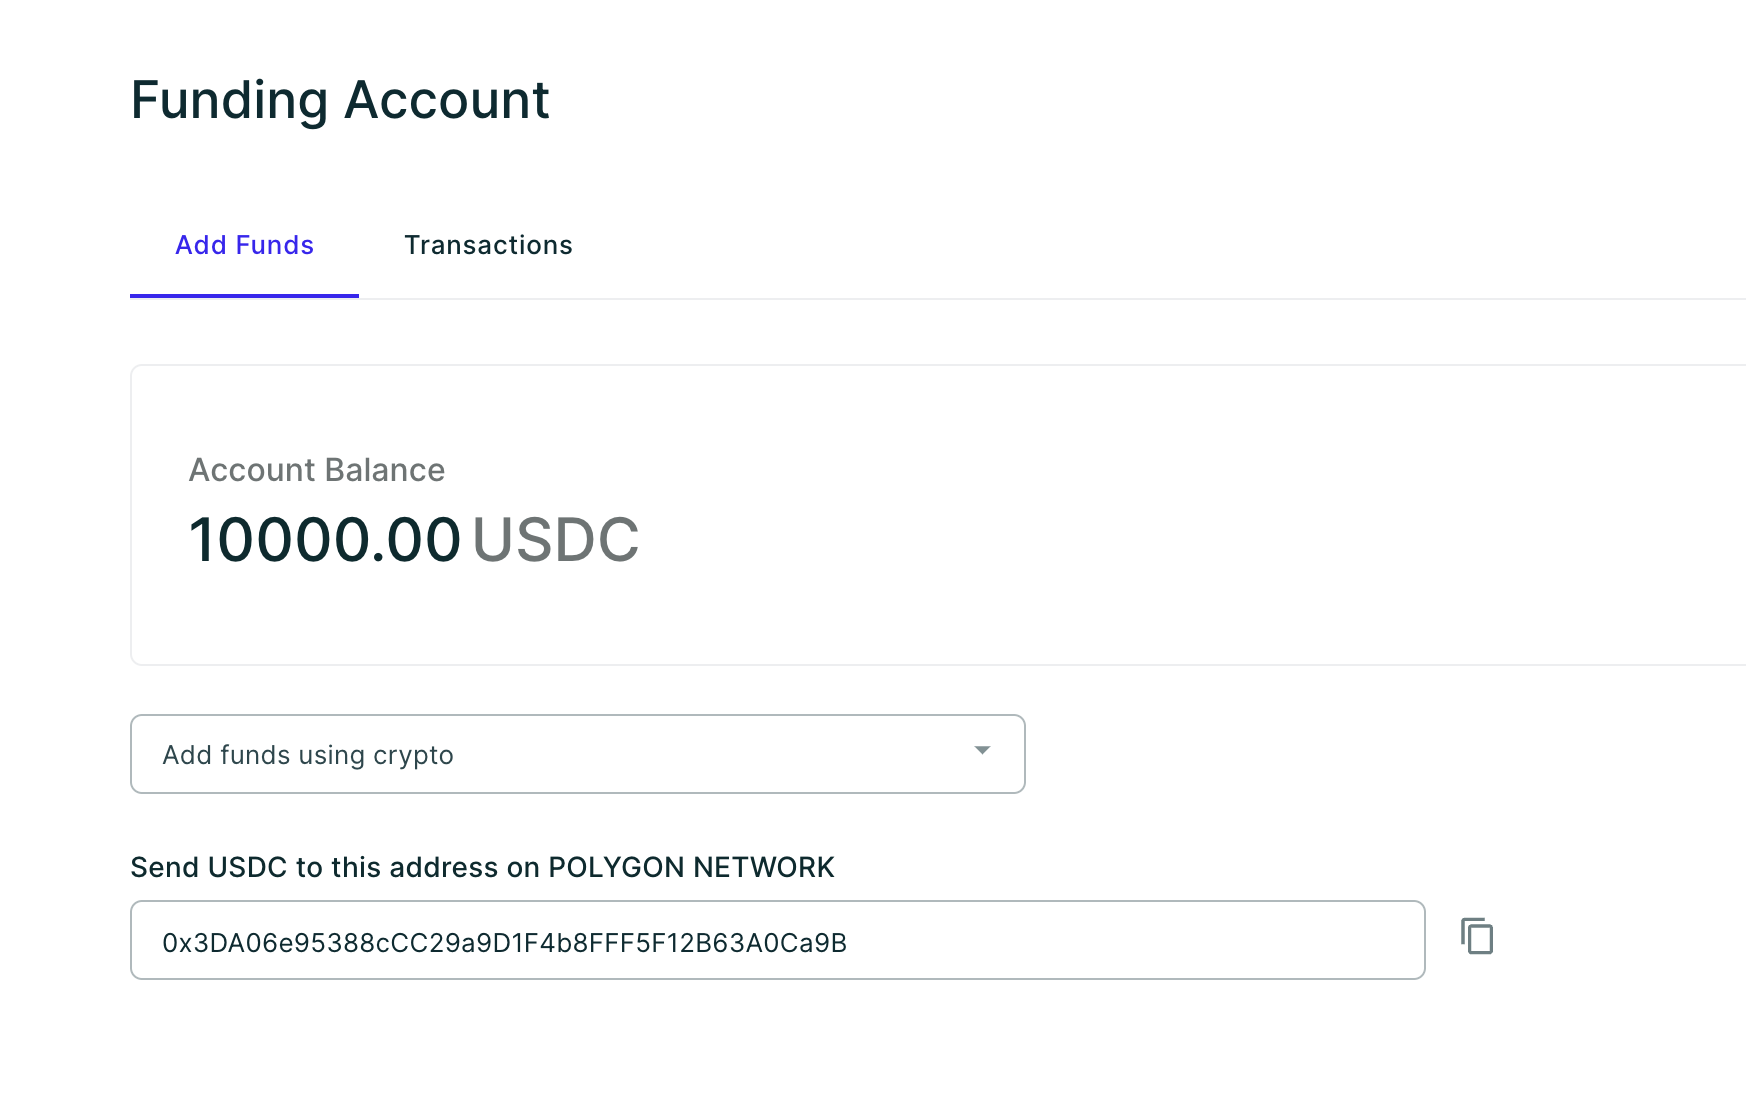 Funding Account
Add Funds Transactions
Account Balance
10000.00 USDC
Add funds using crypto
Send USDC to this address on POLYGON NETWORK
0x3DA06e95388cCC29a9D1F4b8FFF5F12B63A0Ca9B